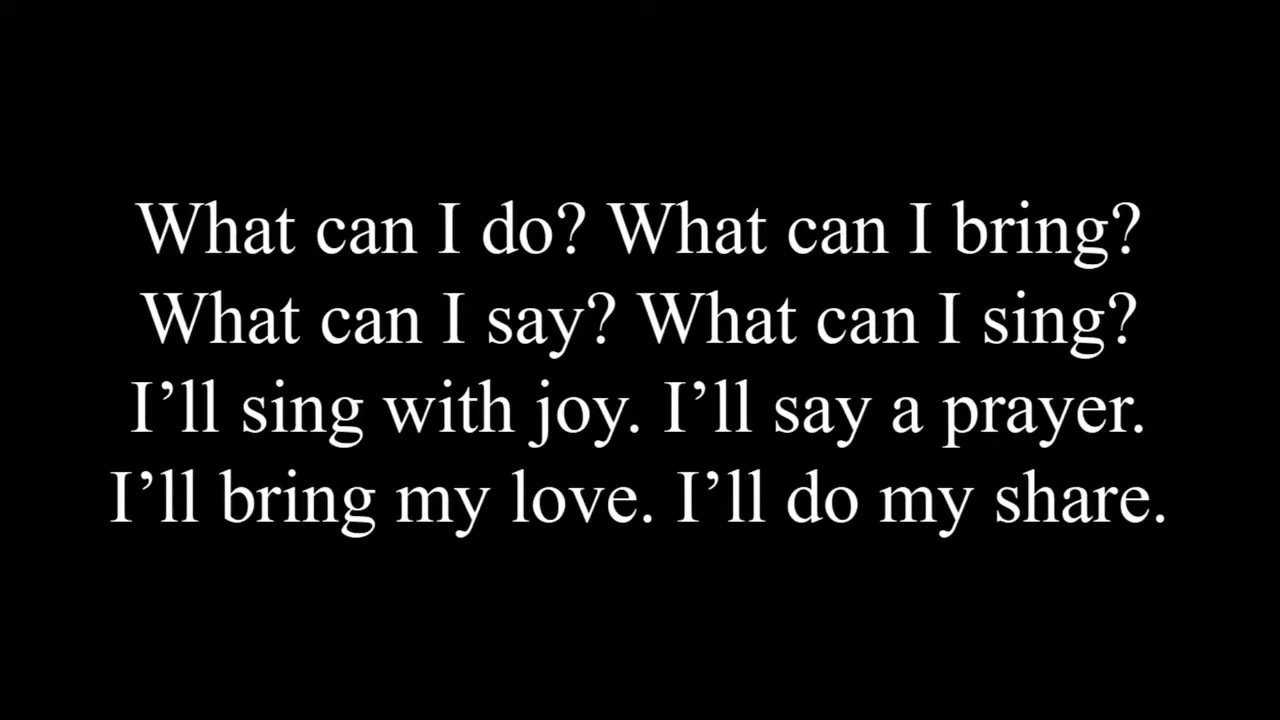 What can I do? What can I bring?
What can I say? What can I sing?
I’ll sing with joy. I’ll say a prayer.
I’ll bring my love. I’ll do my share.